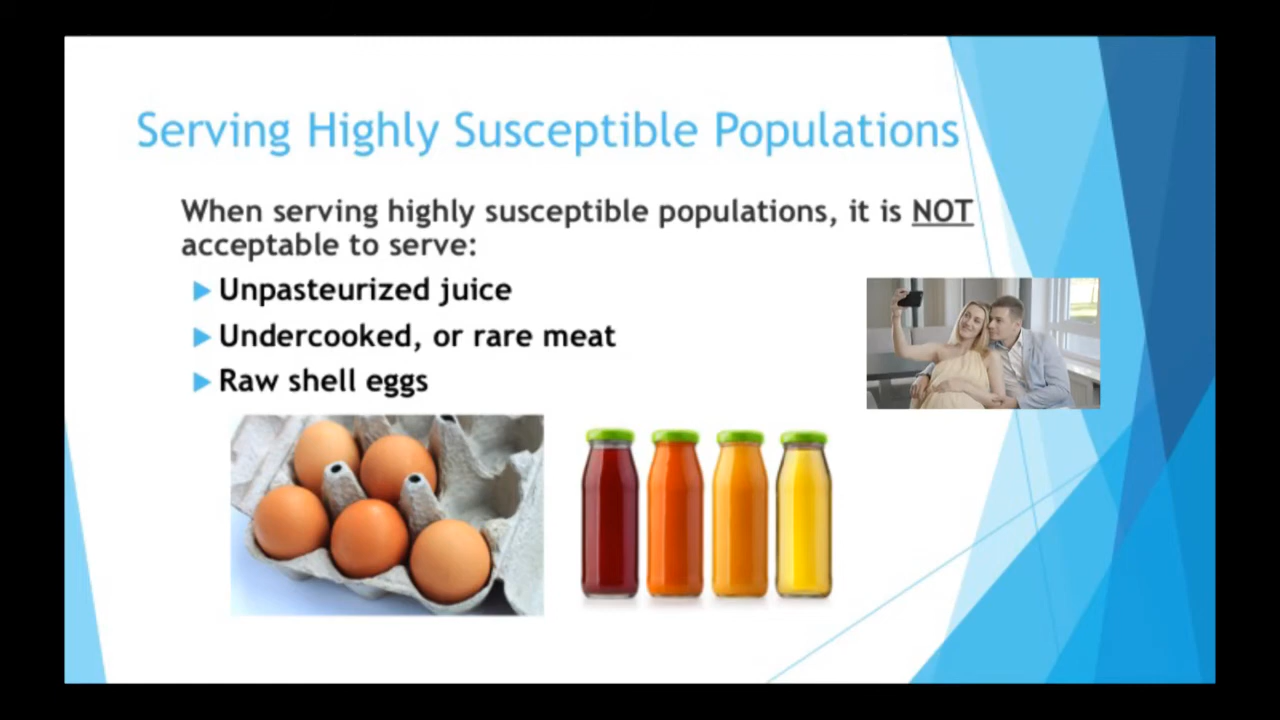 Serving Highly Susceptible Populations
When serving highly susceptible populations, it is NOT
acceptable to serve:
Unpasteurized juice
Undercooked, or rare meat
Raw shell eggs